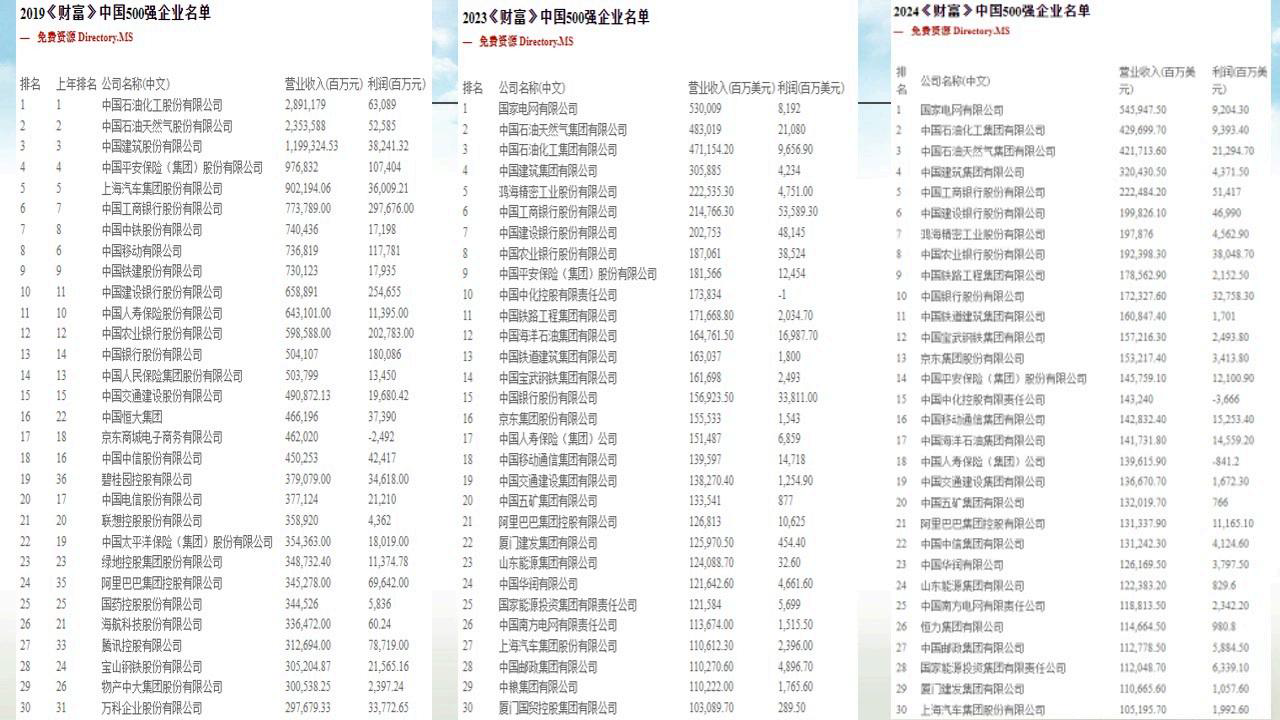 2019《财富》中国500强企业名单
— 免费资源 Directory.MS
排名 上年排名 公司名称(中文) 营业收入(百万元) 利润(百万元)
1 1 中国石油化工股份有限公司 2,891,179 63,089
2 2 中国石油天然气股份有限公司 2,353,588 52,585
3 3 中国建筑股份有限公司 1,199,324.53 38,241.32
4 4 中国平安保险（集团）股份有限公司 976,832 107,404
5 5 上海汽车集团股份有限公司 902,194.06 36,009.21
6 7 中国工商银行股份有限公司 773,789.00 297,676.00
7 8 中国中铁股份有限公司 740,436 17,198
8 6 中国移动有限公司 736,819 117,781
9 9 中国铁建股份有限公司 730,123 17,935
10 11 中国建设银行股份有限公司 658,891 254,655
11 10 中国人寿保险股份有限公司 643,101.00 11,395.00
12 12 中国农业银行股份有限公司 598,588.00 202,783.00
13 14 中国银行股份有限公司 504,107 180,086
14 13 中国人民保险集团股份有限公司 503,799 13,450
15 15 中国交通建设股份有限公司 490,872.13 19,680.42
16 22 中国恒大集团 466,196 37,390
17 18 京东商城电子商务有限公司 462,020 -2,492
18 16 中国中信股份有限公司 450,253 42,417
19 36 碧桂园控股有限公司 379,079.00 34,618.00
20 17 中国电信股份有限公司 377,124 21,210
21 20 联想控股股份有限公司 358,920 4,362
22 19 中国太平洋保险（集团）股份有限公司 354,363.00 18,019.00
23 23 绿地控股集团股份有限公司 348,732.40 11,374.78
24 35 阿里巴巴集团控股有限公司 345,278.00 69,642.00
25 25 国药控股股份有限公司 344,526 5,836
26 21 海航科技股份有限公司 336,472.00 60.24
27 33 腾讯控股有限公司 312,694.00 78,719.00
28 24 宝山钢铁股份有限公司 305,204.87 21,565.16
29 26 物产中大集团股份有限公司 300,538.25 2,397.24
30 31 万科企业股份有限公司 297,679.33 33,772.65
2023《财富》中国500强企业名单
— 免费资源 Directory.MS
排名 公司名称(中文) 营业收入(百万美元) 利润(百万美元)
1 国家电网有限公司 530,009 8,192
2 中国石油天然气集团有限公司 483,019 21,080
3 中国石油化工集团有限公司 471,154.20 9,656.90
4 中国建筑集团有限公司 305,885 4,234
5 鸿海精密工业股份有限公司 222,535.30 4,751.00
6 中国工商银行股份有限公司 214,766.30 53,589.30
7 中国建设银行股份有限公司 202,753 48,145
8 中国农业银行股份有限公司 187,061 38,524
9 中国平安保险（集团）股份有限公司 181,566 12,454
10 中国中化控股有限责任公司 173,834 -1
11 中国铁路工程集团有限公司 171,668.80 2,034.70
12 中国海洋石油集团有限公司 164,761.50 16,987.70
13 中国铁道建筑集团有限公司 163,037 1,800
14 中国宝武钢铁集团有限公司 161,698 2,493
15 中国银行股份有限公司 156,923.50 33,811.00
16 京东集团股份有限公司 155,533 1,543
17 中国人寿保险（集团）公司 151,487 6,859
18 中国移动通信集团有限公司 139,597 14,718
19 中国交通建设集团有限公司 138,270.40 1,254.90
20 中国五矿集团有限公司 133,541 877
21 阿里巴巴集团控股有限公司 126,813 10,625
22 厦门建发集团有限公司 125,970.50 454.40
23 山东能源集团有限公司 124,088.70 32.60
24 中国华润有限公司 121,642.60 4,661.60
25 国家能源投资集团有限责任公司 121,584 5,699
26 中国南方电网有限责任公司 113,674.00 1,515.50
27 上海汽车集团股份有限公司 110,612.30 2,396.00
28 中国邮政集团有限公司 110,270.60 4,896.70
29 中粮集团有限公司 110,222.00 1,765.60
30 厦门国贸控股集团有限公司 103,089.70 289.50
2024《财富》中国500强企业名单
— 免费资源 Directory.MS
排名 公司名称(中文) 营业收入(百万美元) 利润(百万美元)
1 国家电网有限公司 545,947.50 9,204.30
2 中国石油化工集团有限公司 429,699.70 9,393.40
3 中国石油天然气集团有限公司 421,713.60 21,294.70
4 中国建筑集团有限公司 320,430.50 4,371.50
5 中国工商银行股份有限公司 222,484.20 51,417
6 中国建设银行股份有限公司 199,826.10 46,990
7 鸿海精密工业股份有限公司 197,876 4,562.90
8 中国农业银行股份有限公司 192,398.30 38,048.70
9 中国铁路工程集团有限公司 178,562.90 2,152.50
10 中国银行股份有限公司 172,327.60 32,758.30
11 中国铁道建筑集团有限公司 160,847.40 1,701
12 中国宝武钢铁集团有限公司 157,216.30 2,493.80
13 京东集团股份有限公司 153,217.40 3,413.80
14 中国平安保险（集团）股份有限公司 145,759.10 12,100.90
15 中国中化控股有限责任公司 143,240 -3,666
16 中国移动通信集团有限公司 142,832.40 15,253.40
17 中国海洋石油集团有限公司 141,731.80 14,559.20
18 中国人寿保险（集团）公司 139,615.90 -841.2
19 中国交通建设集团有限公司 136,670.70 1,672.30
20 中国五矿集团有限公司 132,019.70 766
21 阿里巴巴集团控股有限公司 131,337.90 11,165.10
22 中国中信集团有限公司 131,242.30 4,124.60
23 中国华润有限公司 126,169.50 3,797.50
24 山东能源集团有限公司 122,383.20 829.6
25 中国南方电网有限责任公司 118,813.50 2,342.20
26 恒力集团有限公司 114,664.50 980.8
27 中国邮政集团有限公司 112,778.50 5,884.50
28 国家能源投资集团有限责任公司 112,048.70 6,339.10
29 厦门建发集团有限公司 110,665.60 1,057.60
30 上海汽车集团股份有限公司 105,195.70 1,992.60